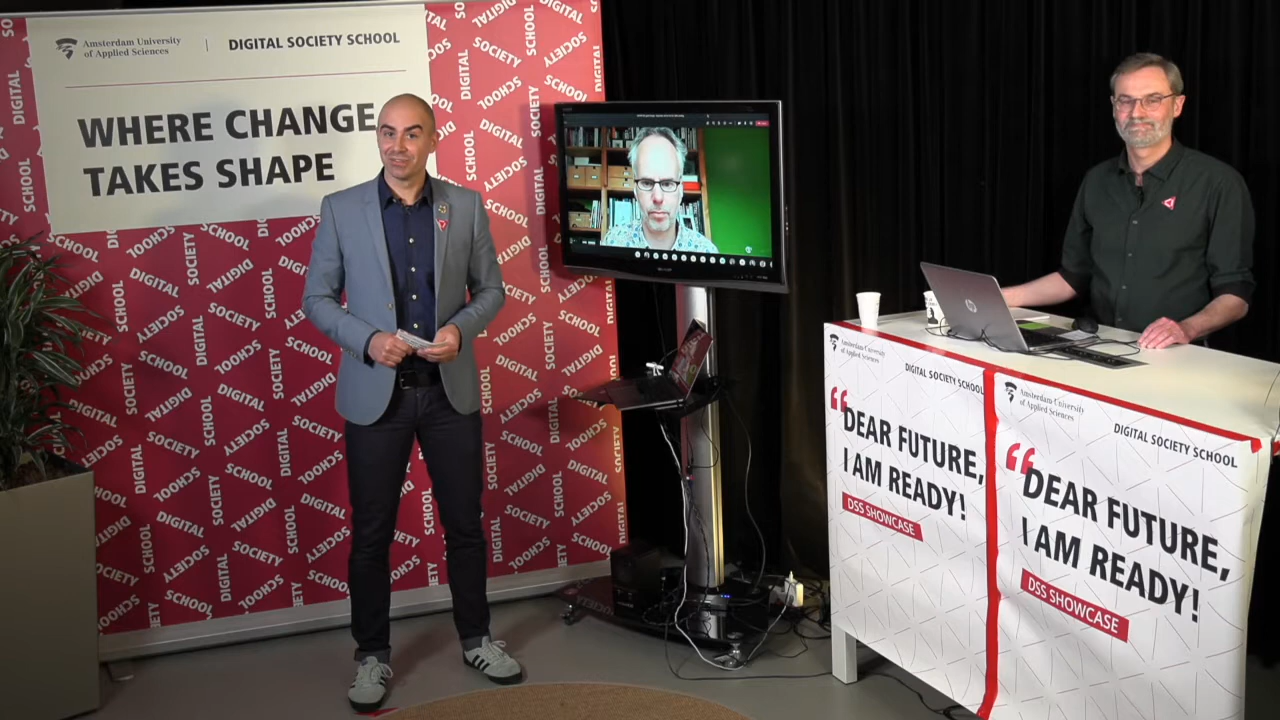 Amsterdam University
of Applied Sciences
DIGITAL SOCIETY SCHOOL
WHERE CHANGE
TAKES SHAPE
DIGITAL
SOCIETY
SCHOOL
Amsterdam University
of Applied Sciences
DIGITAL SOCIETY SCHOOL
“DEAR FUTURE,
I AM READY!
DSS SHOWCASE
Amsterdam University
of Applied Sciences
DIGITAL SOCIETY SCHOOL
“DEAR FUTURE,
I AM READY!
DSS SHOWCASE
hp